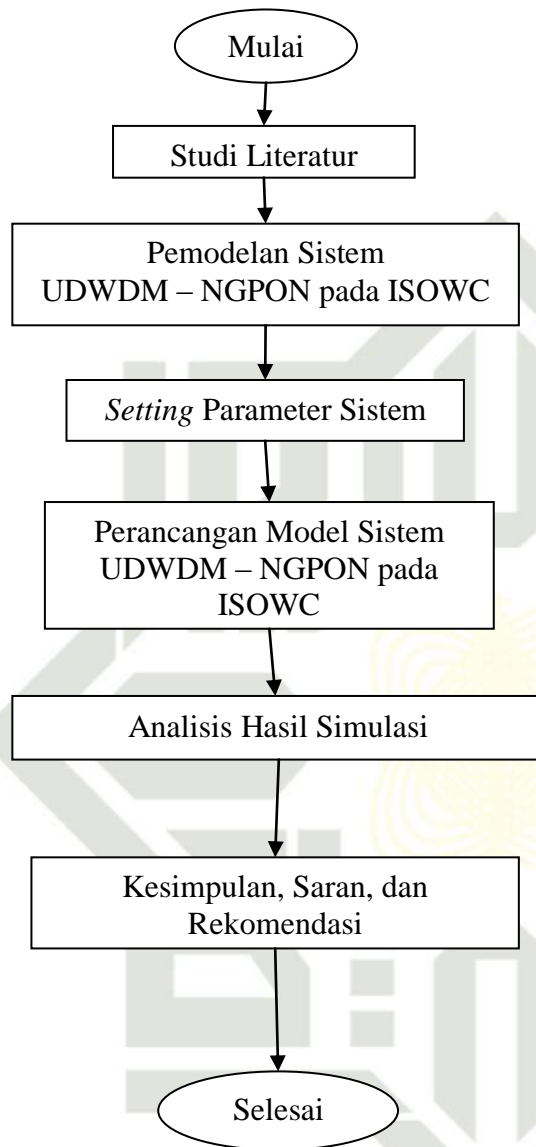 Mulai
Studi Literatur
Pemodelan Sistem
UDWDM – NGPON pada ISOWC
Setting Parameter Sistem
Perancangan Model Sistem
UDWDM – NGPON pada
ISOWC
Analisis Hasil Simulasi
Kesimpulan, Saran, dan
Rekomendasi
Selesai